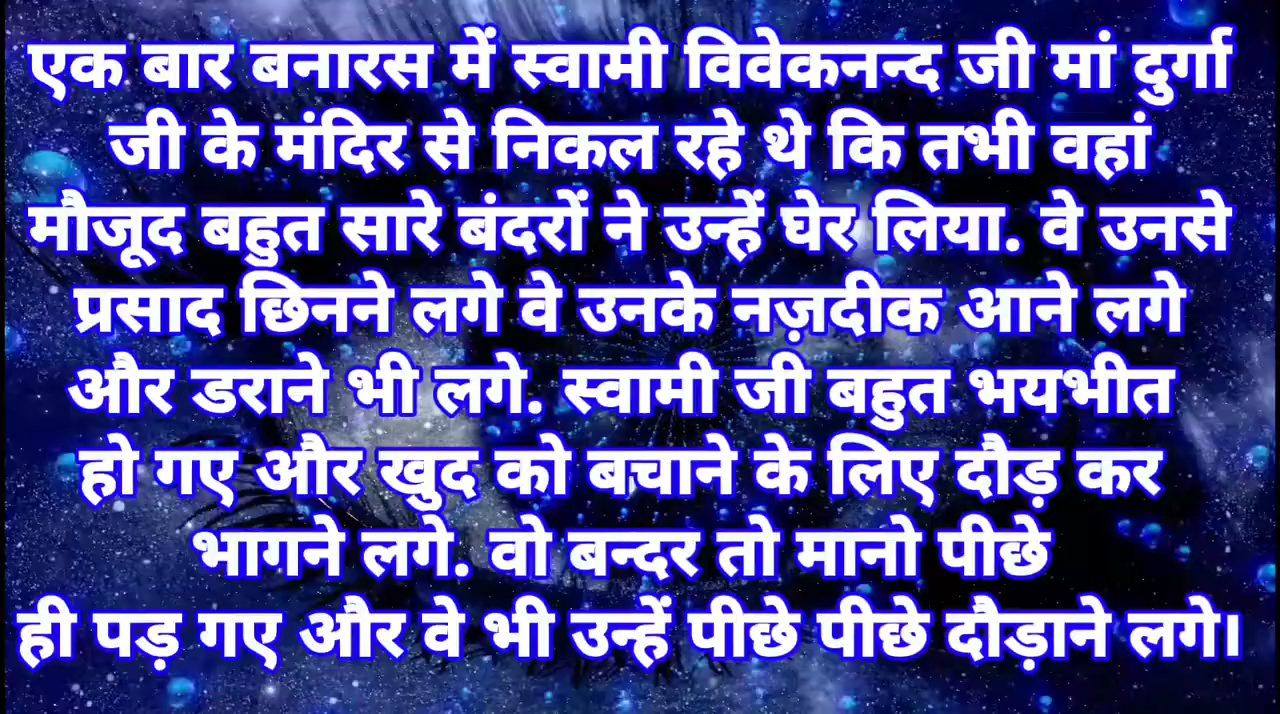 एक बार बनारस में स्वामी विवेकनन्द जी मां दुर्गा
जी के मंदिर से निकल रहे थे कि तभी वहां
मौजूद बहुत सारे बंदरों ने उन्हें घेर लिया. वे उनसे
प्रसाद छिनने लगे वे उनके नज़दीक आने लगे
और डराने भी लगे. स्वामी जी बहुत भयभीत
हो गए और खुद को बचाने के लिए दौड़ कर
भागने लगे. वो बन्दर तो मानो पीछे
ही पड़ गए और वे भी उन्हें पीछे पीछे दौड़ाने लगे।